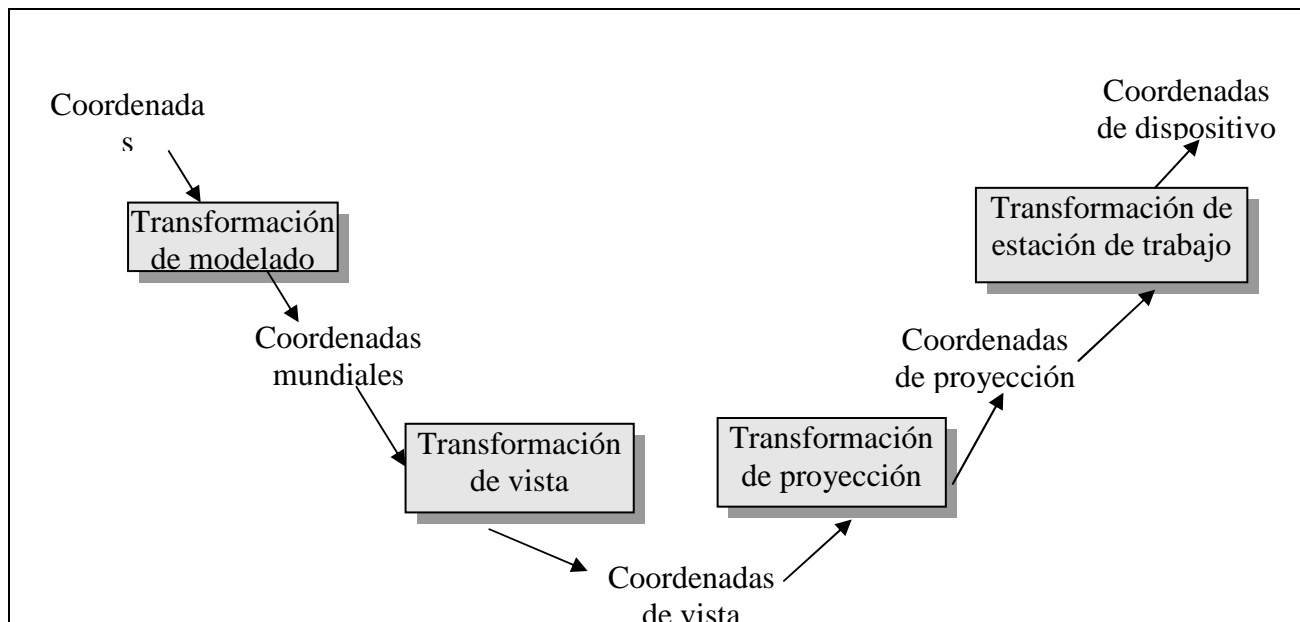 Coordenada
s
Transformación
de modelado
Coordenadas
mundiales
Transformación
de vista
Coordenadas
de vista
Transformación
de proyección
Coordenadas
de proyección
Transformación de
estación de trabajo
Coordenadas
de dispositivo